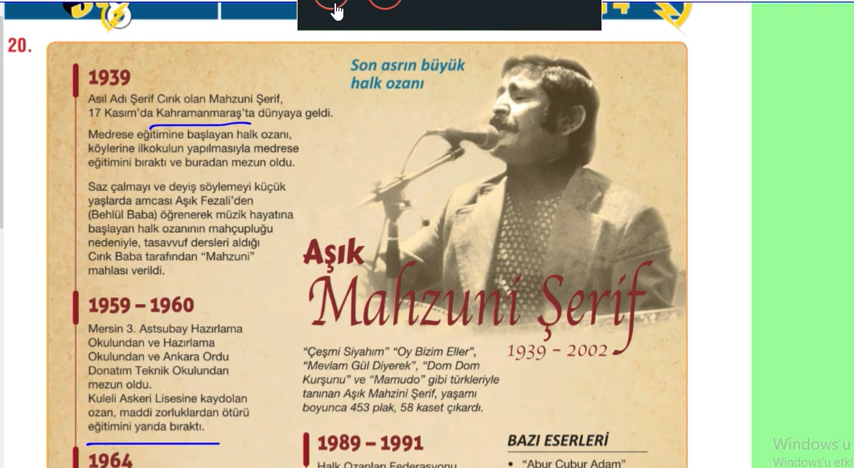 20.
1939
Asıl Adı Şerif Cırık olan Mahzuni Şerif,
17 Kasım'da Kahramanmaraş'ta dünyaya geldi.
Medrese eğitimine başlayan halk ozanı,
köylerine ilkokulun yapılmasıyla medrese
eğitimini bıraktı ve buradan mezun oldu.
Saz çalmayı ve deyiş söylemeyi küçük
yaşlarda amcası Aşık Fezali'den
(Behlül Baba) öğrenerek müzik hayatına
başlayan halk ozanının mahçupluğu
nedeniyle, tasavvuf dersleri aldığı
Cırık Baba tarafından "Mahzuni"
mahlası verildi.
1959 – 1960
Mersin 3. Astsubay Hazırlama
Okulundan ve Hazırlama
Okulundan ve Ankara Ordu
Donatım Teknik Okulundan
mezun oldu.
Kuleli Askeri Lisesine kaydolan
ozan, maddi zorluklardan ötürü
eğitimini yarıda bıraktı.
1964
Son asrın büyük
halk ozanı
Aşık
Mahzuni Şerif
1939 - 2002
"Çeşmi Siyahım" "Oy Bizim Eller",
"Mevlam Gül Diyerek", "Dom Dom
Kurşunu" ve "Mamudo" gibi türkleriyle
tanınan Aşık Mahzini Şerif, yaşamı
boyunca 453 plak, 58 kaset çıkardı.
1989 – 1991
Halk Ozanları Federasyonu
BAZI ESERLERİ
• "Abur Cubur Adam"
Windows'u
Windows'u etki